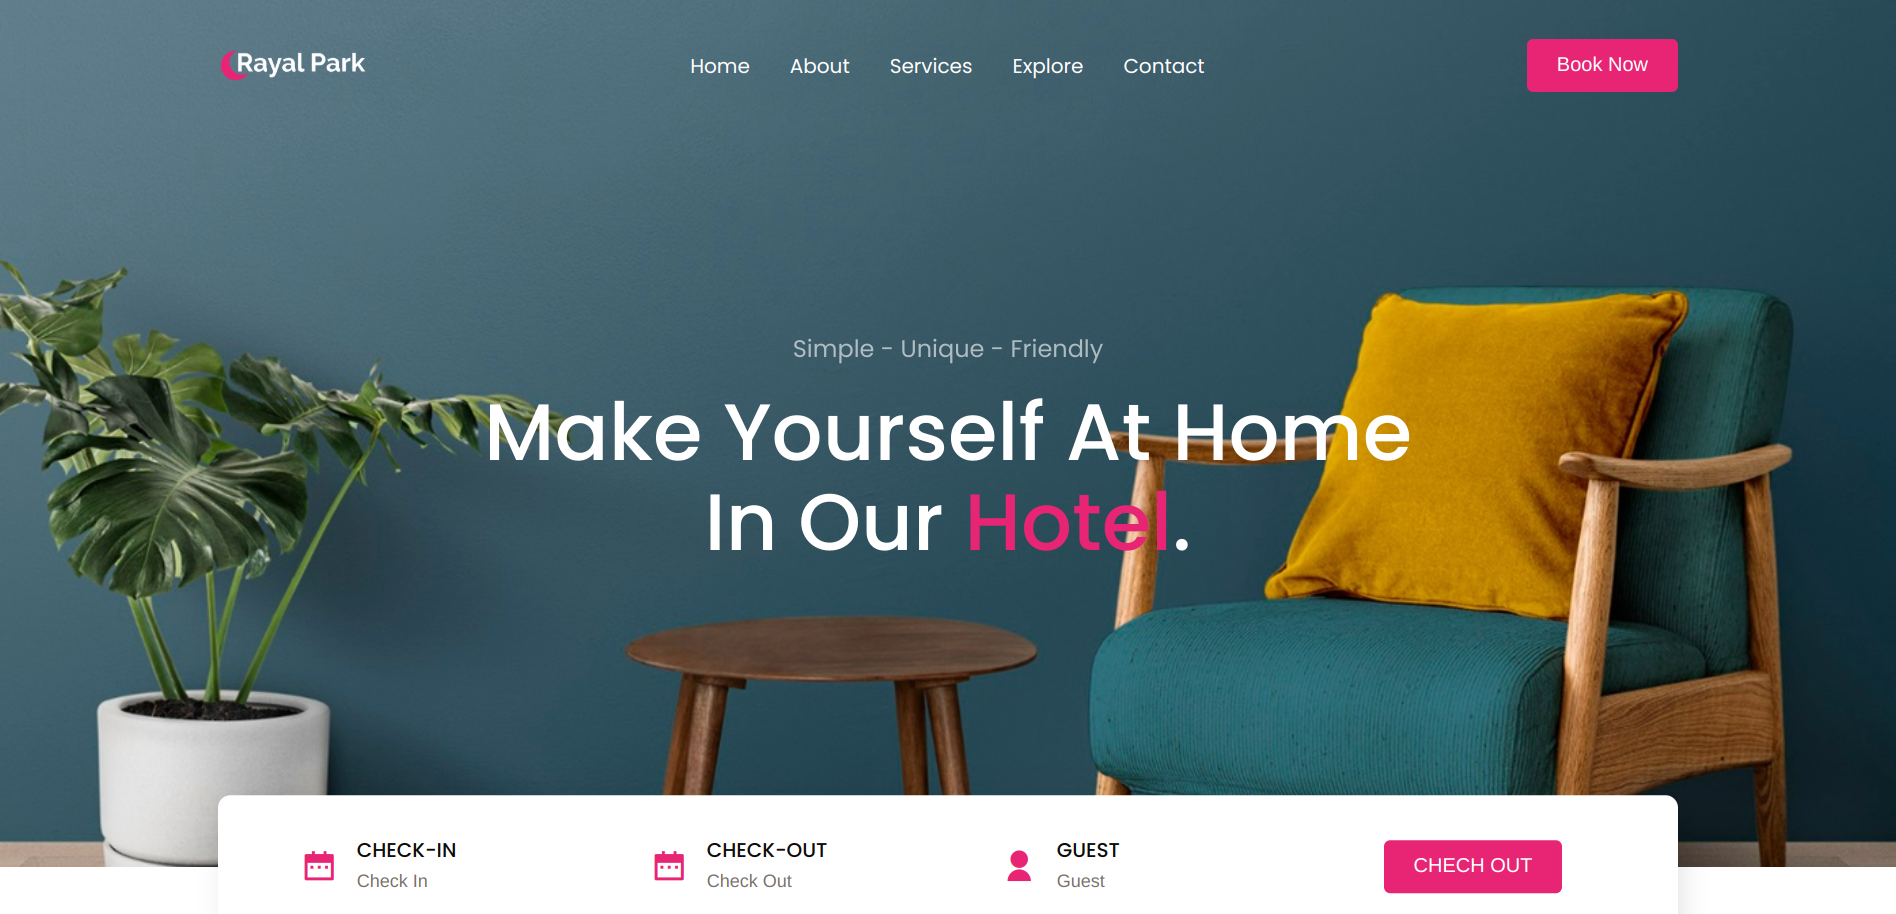 Rayal Park
Home About Services Explore Contact
Book Now
Simple - Unique - Friendly
Make Yourself At Home
In Our Hotel.
CHECK-IN
Check In
CHECK-OUT
Check Out
GUEST
Guest
CHECH OUT